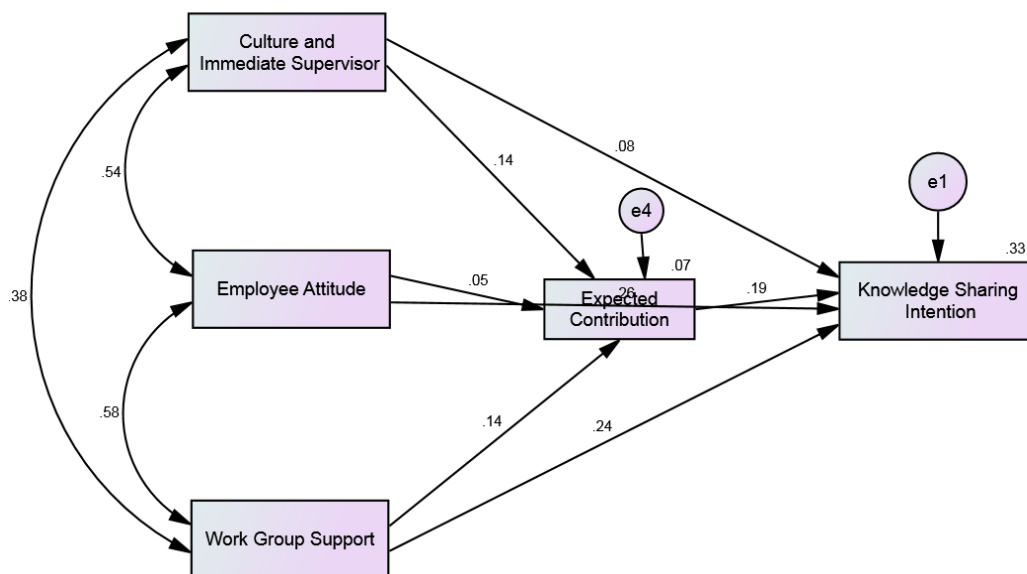 Culture and
Immediate Supervisor
.08
.14
e1
.54
e4
.33
.07
Employee Attitude
.05
.26
Expected
Contribution
.19
Knowledge Sharing
Intention
.38
.58
.14
.24
Work Group Support